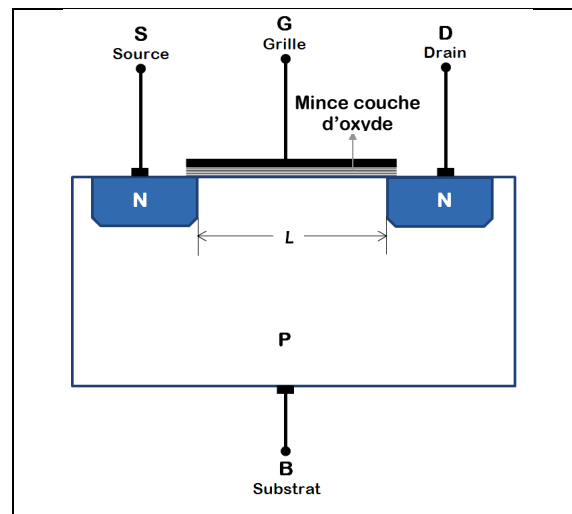 S
Source
G
Grille
D
Drain
Mince couche
d'oxyde
N
N
L
P
B
Substrat